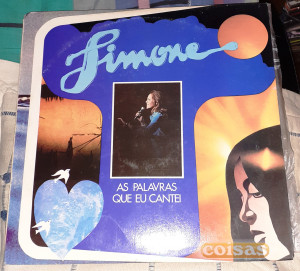 Simone
AS PALAVRAS
QUE EU CANTEI
coisas